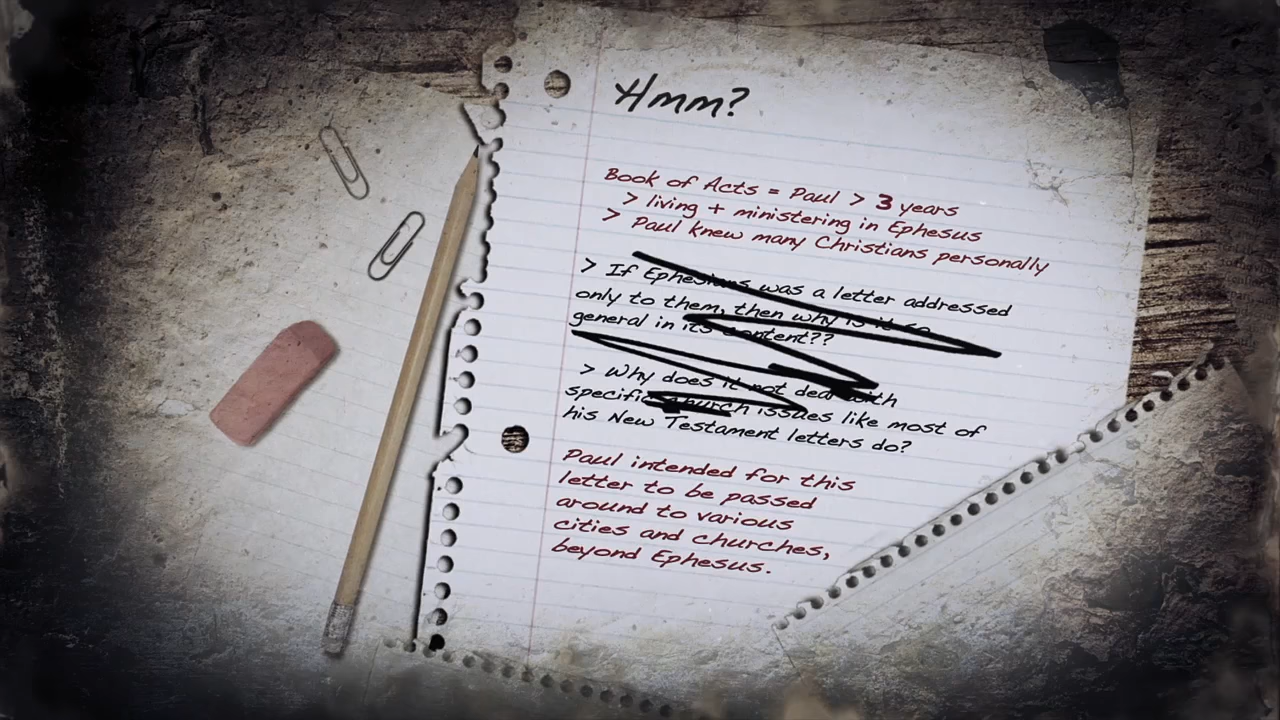 Hmm?
Book of Acts = Paul > 3 years
> living + ministering in Ephesus
> Paul knew many Christians personally
> If Ephesians was a letter addressed
only to them, then why is it so
general in its content??
> Why does it not deal with
specific church issues like most of
his New Testament letters do?
Paul intended for this
letter to be passed
around to various
cities and churches,
beyond Ephesus.